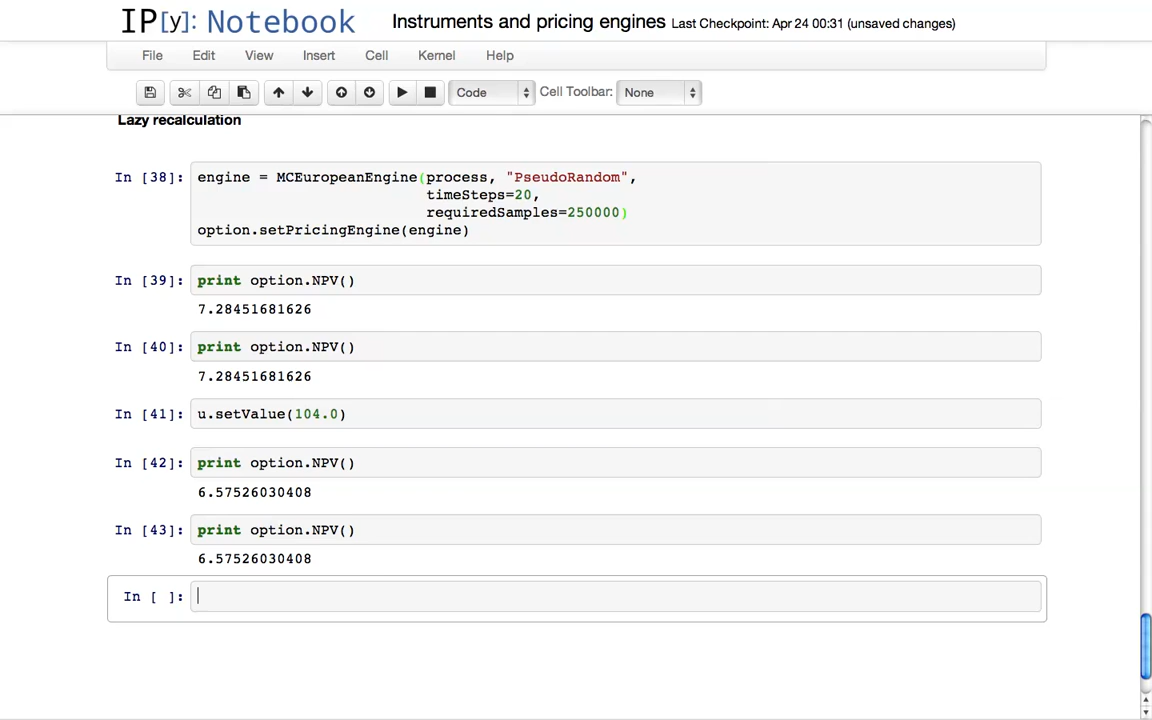 IP[y]: Notebook Instruments and pricing engines Last Checkpoint: Apr 24 00:31 (unsaved changes)
File Edit View Insert Cell Kernel Help
Code Cell Toolbar: None
Lazy recalculation
In [38]: engine = MCEuropeanEngine(process, "PseudoRandom",
timeSteps=20,
requiredSamples=250000)
option.setPricingEngine(engine)
In [39]: print option.NPV()
7.28451681626
In [40]: print option.NPV()
7.28451681626
In [41]: u.setValue(104.0)
In [42]: print option.NPV()
6.57526030408
In [43]: print option.NPV()
6.57526030408
In [ ]: